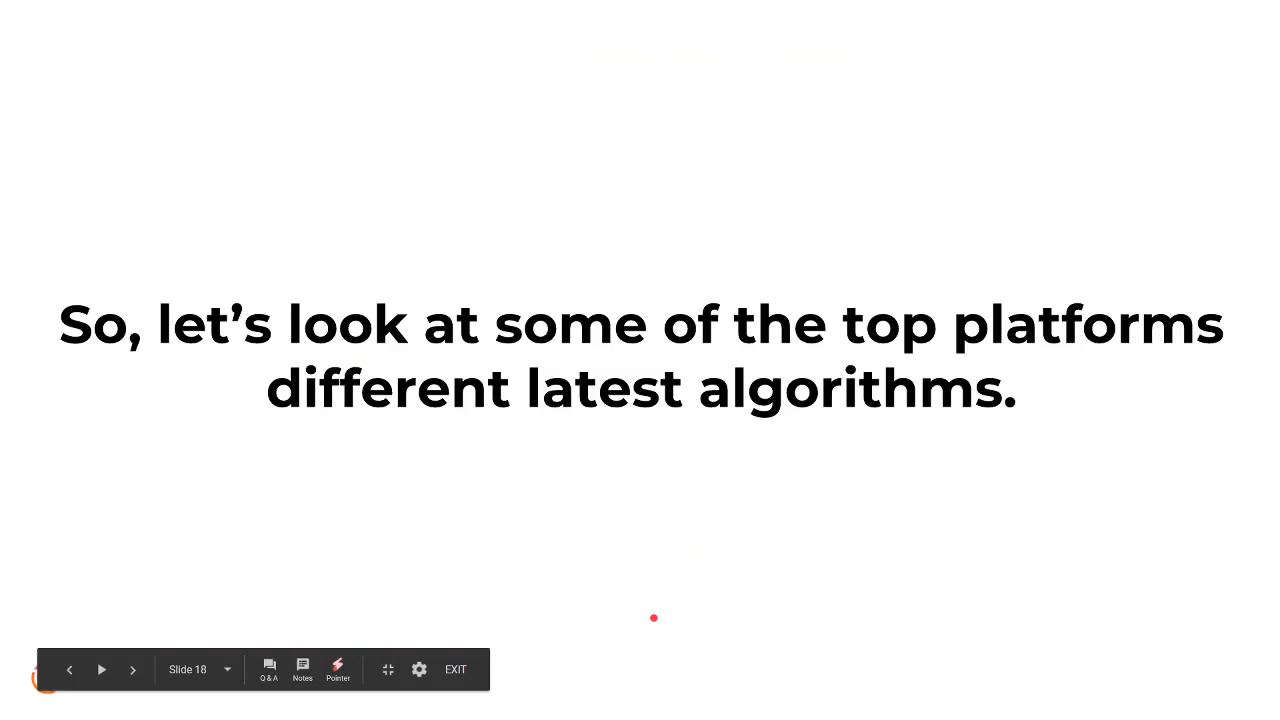 So, let’s look at some of the top platforms
different latest algorithms.
Slide 18 Q & A Notes Pointer EXIT